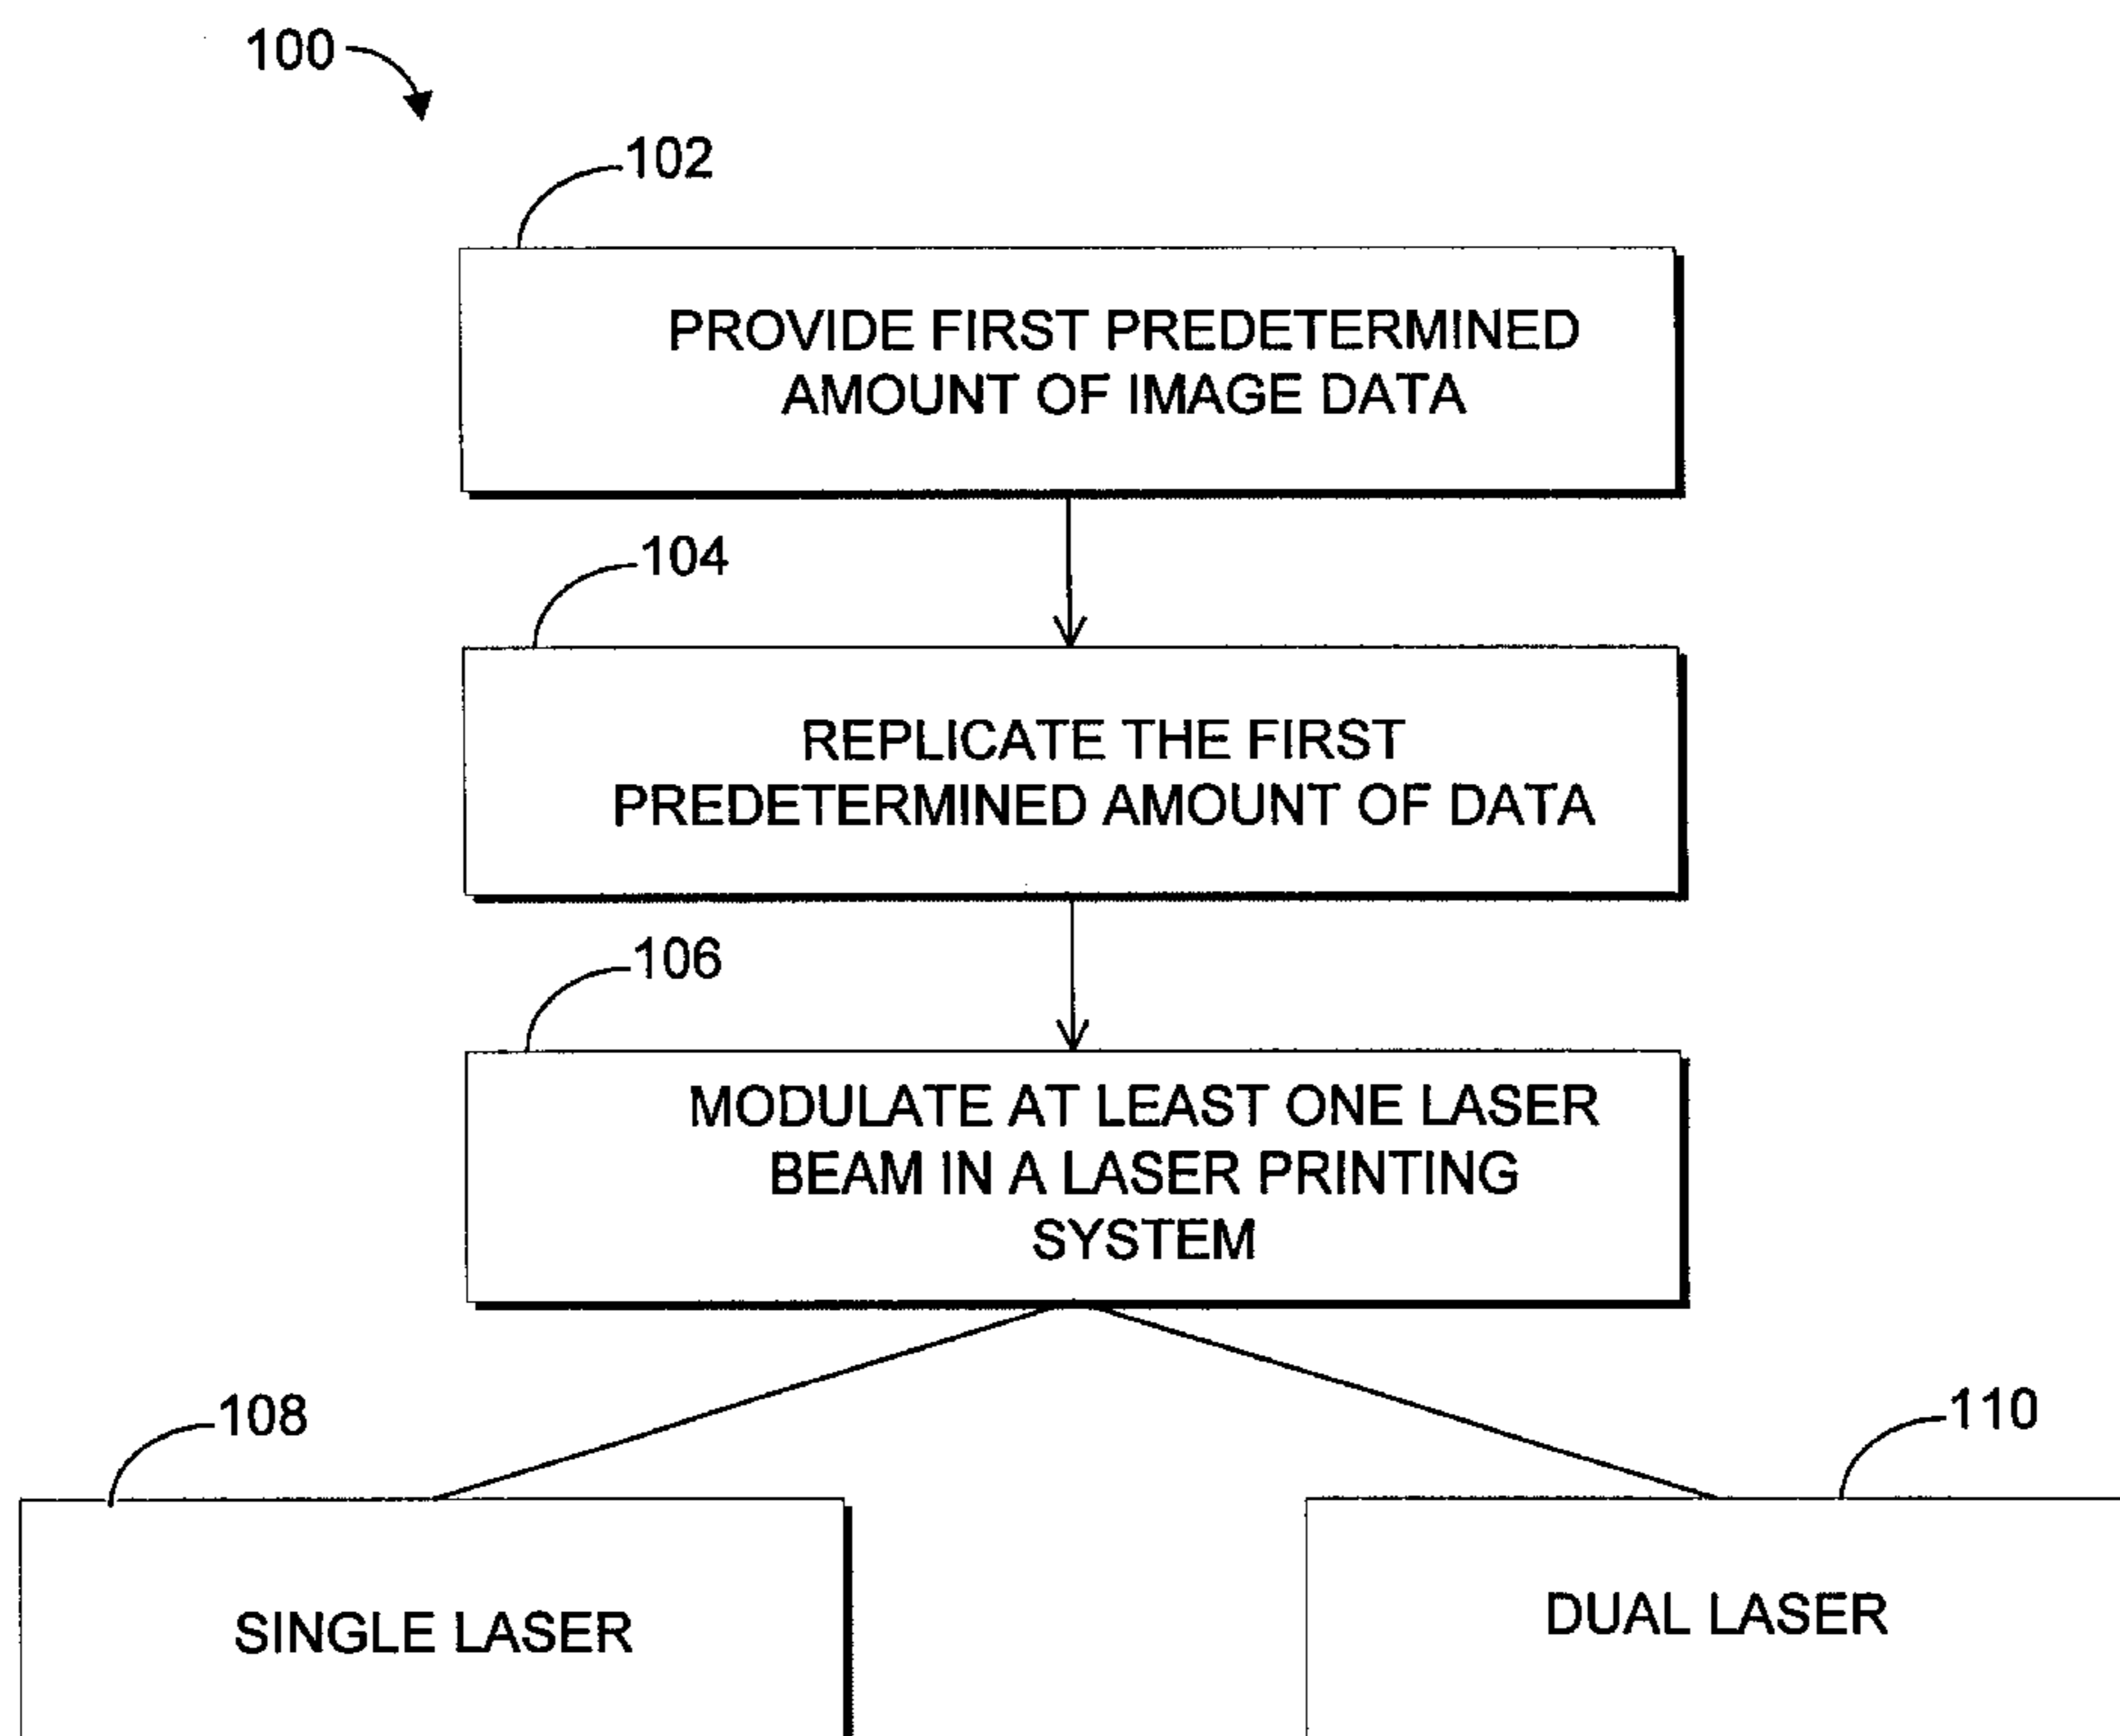 100
102
PROVIDE FIRST PREDETERMINED
AMOUNT OF IMAGE DATA
104
REPLICATE THE FIRST
PREDETERMINED AMOUNT OF DATA
106
MODULATE AT LEAST ONE LASER
BEAM IN A LASER PRINTING
SYSTEM
108
110
SINGLE LASER
DUAL LASER